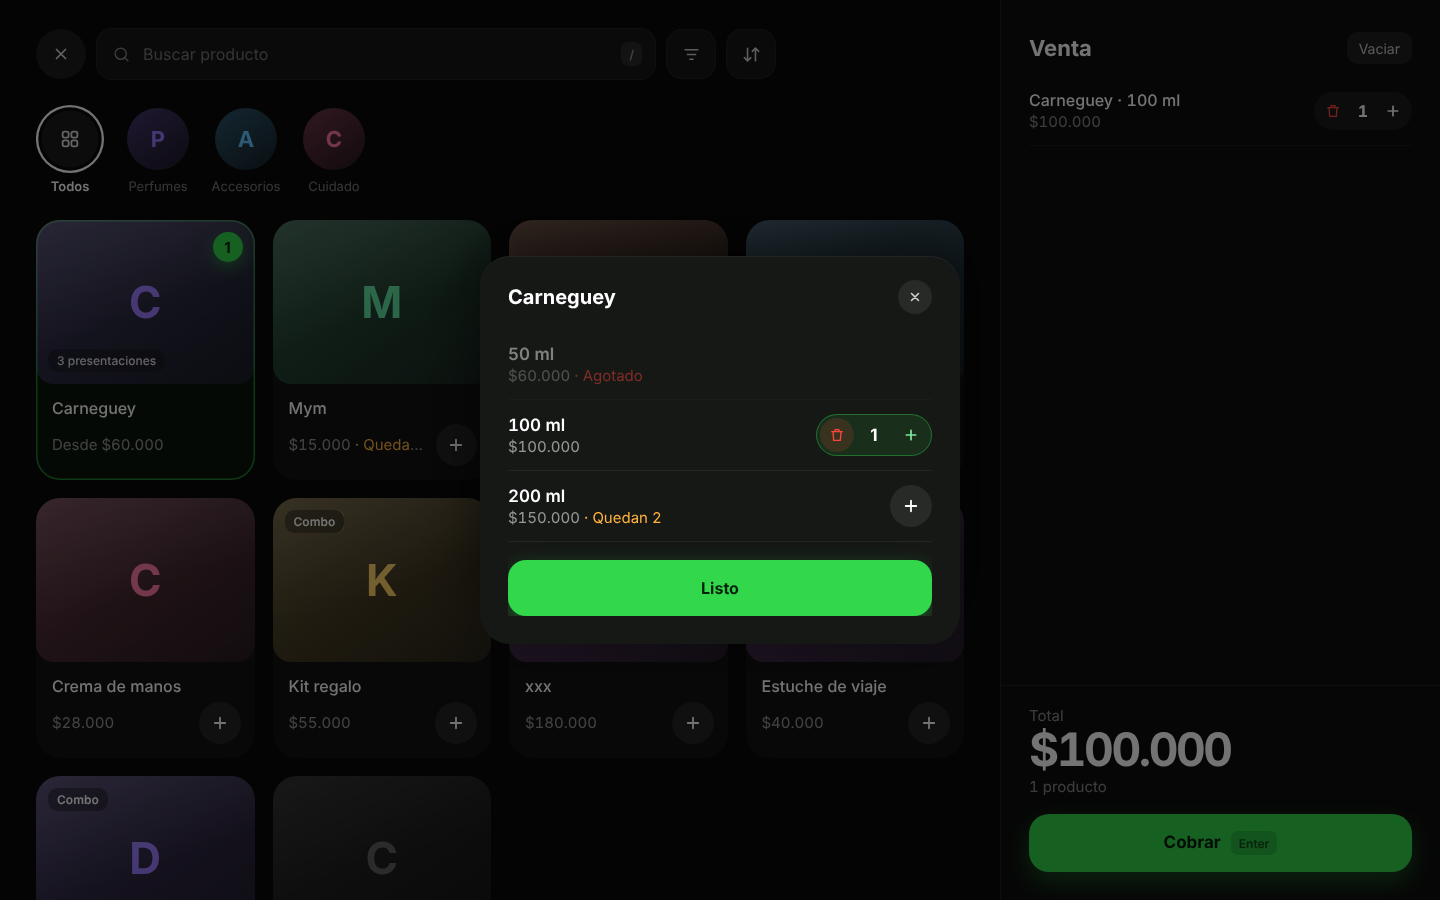 Buscar producto
/
Todos
P
Perfumes
A
Accesorios
C
Cuidado
C
1
3 presentaciones
Carneguey
Desde $60.000
M
Mym
$15.000 · Queda...
C
Crema de manos
$28.000
Combo
K
Kit regalo
$55.000
xxx
$180.000
Estuche de viaje
$40.000
Combo
D
C
Carneguey
50 ml
$60.000 · Agotado
100 ml
$100.000
1
200 ml
$150.000 · Quedan 2
Listo
Venta
Vaciar
Carneguey · 100 ml
$100.000
1
Total
$100.000
1 producto
Cobrar Enter